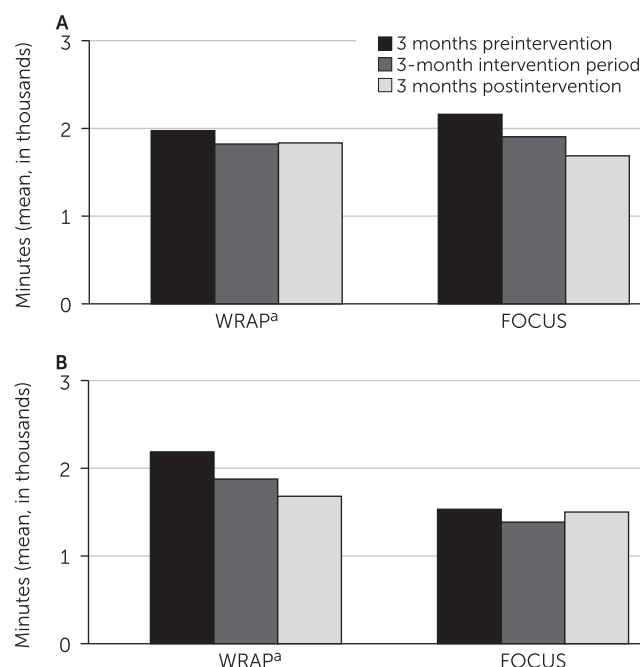 A
3
2
1
0
Minutes (mean, in thousands)
3 months preintervention
3-month intervention period
3 months postintervention
WRAPᵃ
FOCUS
B
3
2
1
0
Minutes (mean, in thousands)
WRAPᵃ
FOCUS